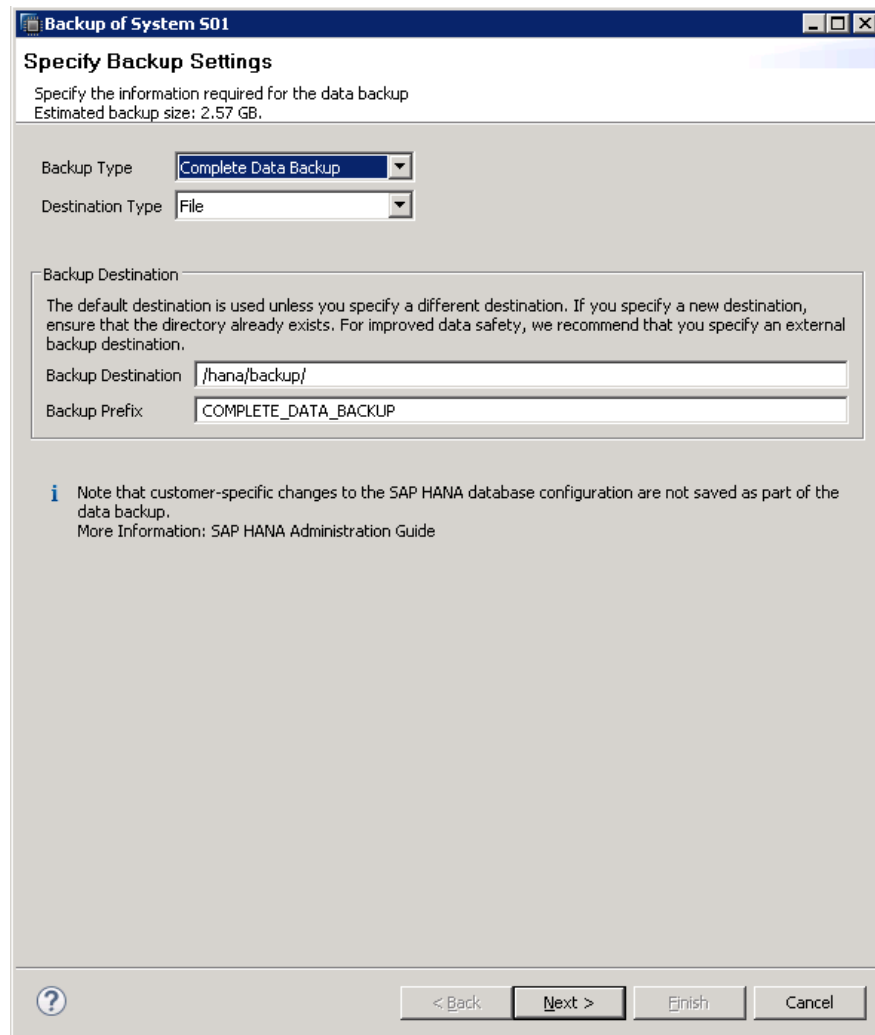 Backup of System S01
Specify Backup Settings
Specify the information required for the data backup
Estimated backup size: 2.57 GB.
Backup Type Complete Data Backup
Destination Type File
Backup Destination
The default destination is used unless you specify a different destination. If you specify a new destination,
ensure that the directory already exists. For improved data safety, we recommend that you specify an external
backup destination.
Backup Destination /hana/backup/
Backup Prefix COMPLETE_DATA_BACKUP
i Note that customer-specific changes to the SAP HANA database configuration are not saved as part of the
data backup.
More Information: SAP HANA Administration Guide
? < Back Next > Finish Cancel